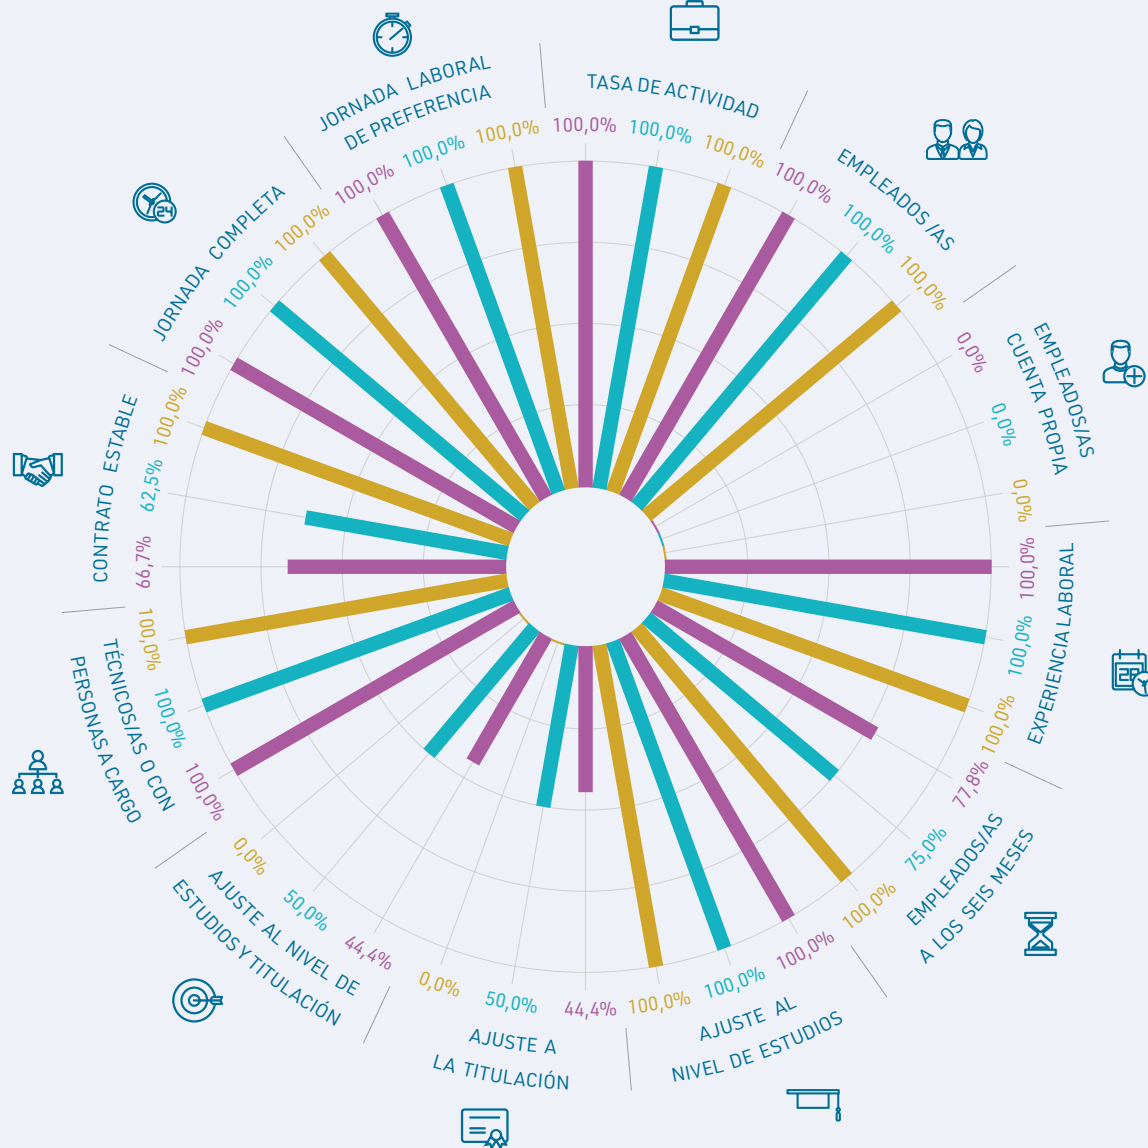 TASA DE ACTIVIDAD
100,0%
100,0%
100,0%
EMPLEADOS/AS
100,0%
100,0%
100,0%
EMPLEADOS/AS
CUENTA PROPIA
0,0%
0,0%
0,0%
EXPERIENCIA LABORAL
100,0%
100,0%
100,0%
EMPLEADOS/AS
A LOS SEIS MESES
77,8%
75,0%
100,0%
AJUSTE AL
NIVEL DE ESTUDIOS
100,0%
100,0%
100,0%
AJUSTE A
LA TITULACIÓN
44,4%
50,0%
0,0%
AJUSTE AL NIVEL DE
ESTUDIOS Y TITULACIÓN
44,4%
50,0%
0,0%
TÉCNICOS/AS O CON
PERSONAS A CARGO
100,0%
100,0%
100,0%
CONTRATO ESTABLE
66,7%
62,5%
100,0%
JORNADA COMPLETA
100,0%
100,0%
100,0%
JORNADA LABORAL
DE PREFERENCIA
100,0%
100,0%
100,0%
24